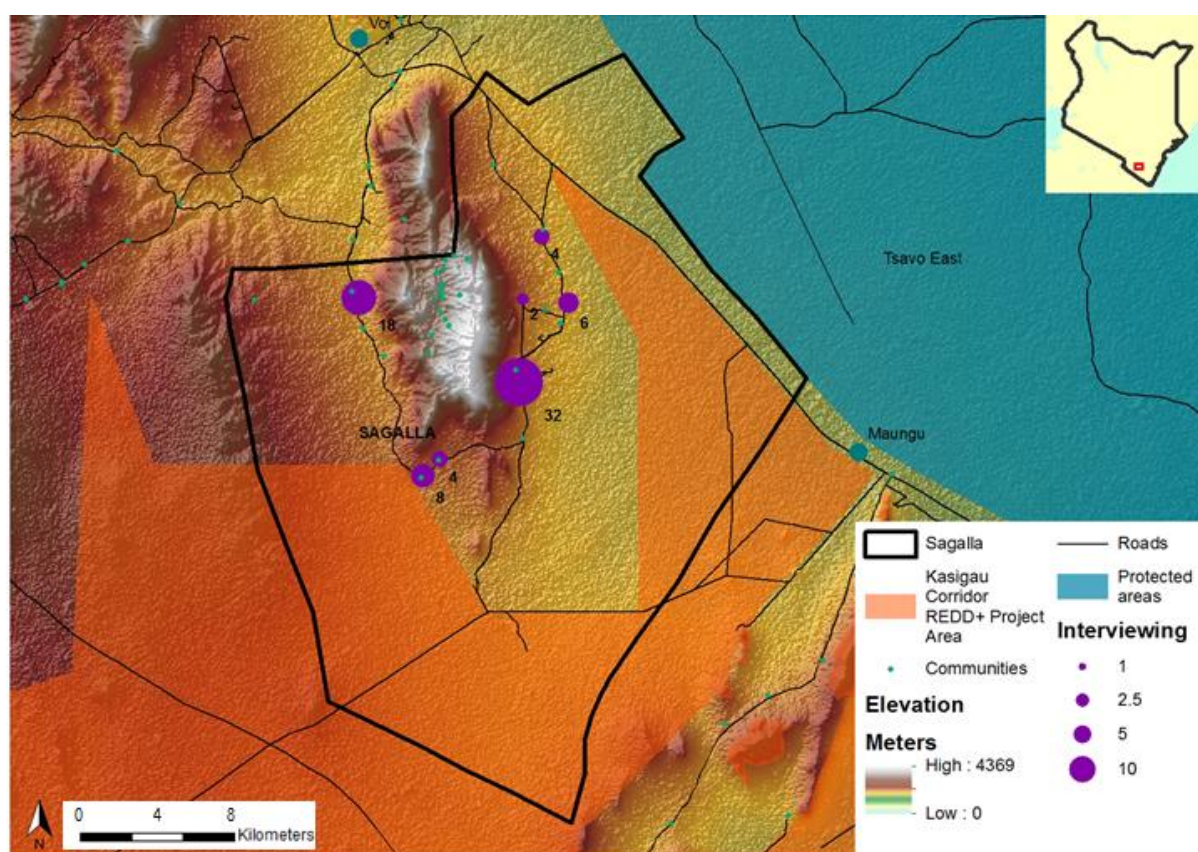 Voi
Tsavo East
4
2
6
18
32
SAGALLA
Maungu
4
8
Sagalla
Kasigau
Corridor
REDD+ Project
Area
Communities
Elevation
Meters
High : 4369
Low : 0
Roads
Protected
areas
Interviewing
1
2.5
5
10
N
0 4 8
Kilometers